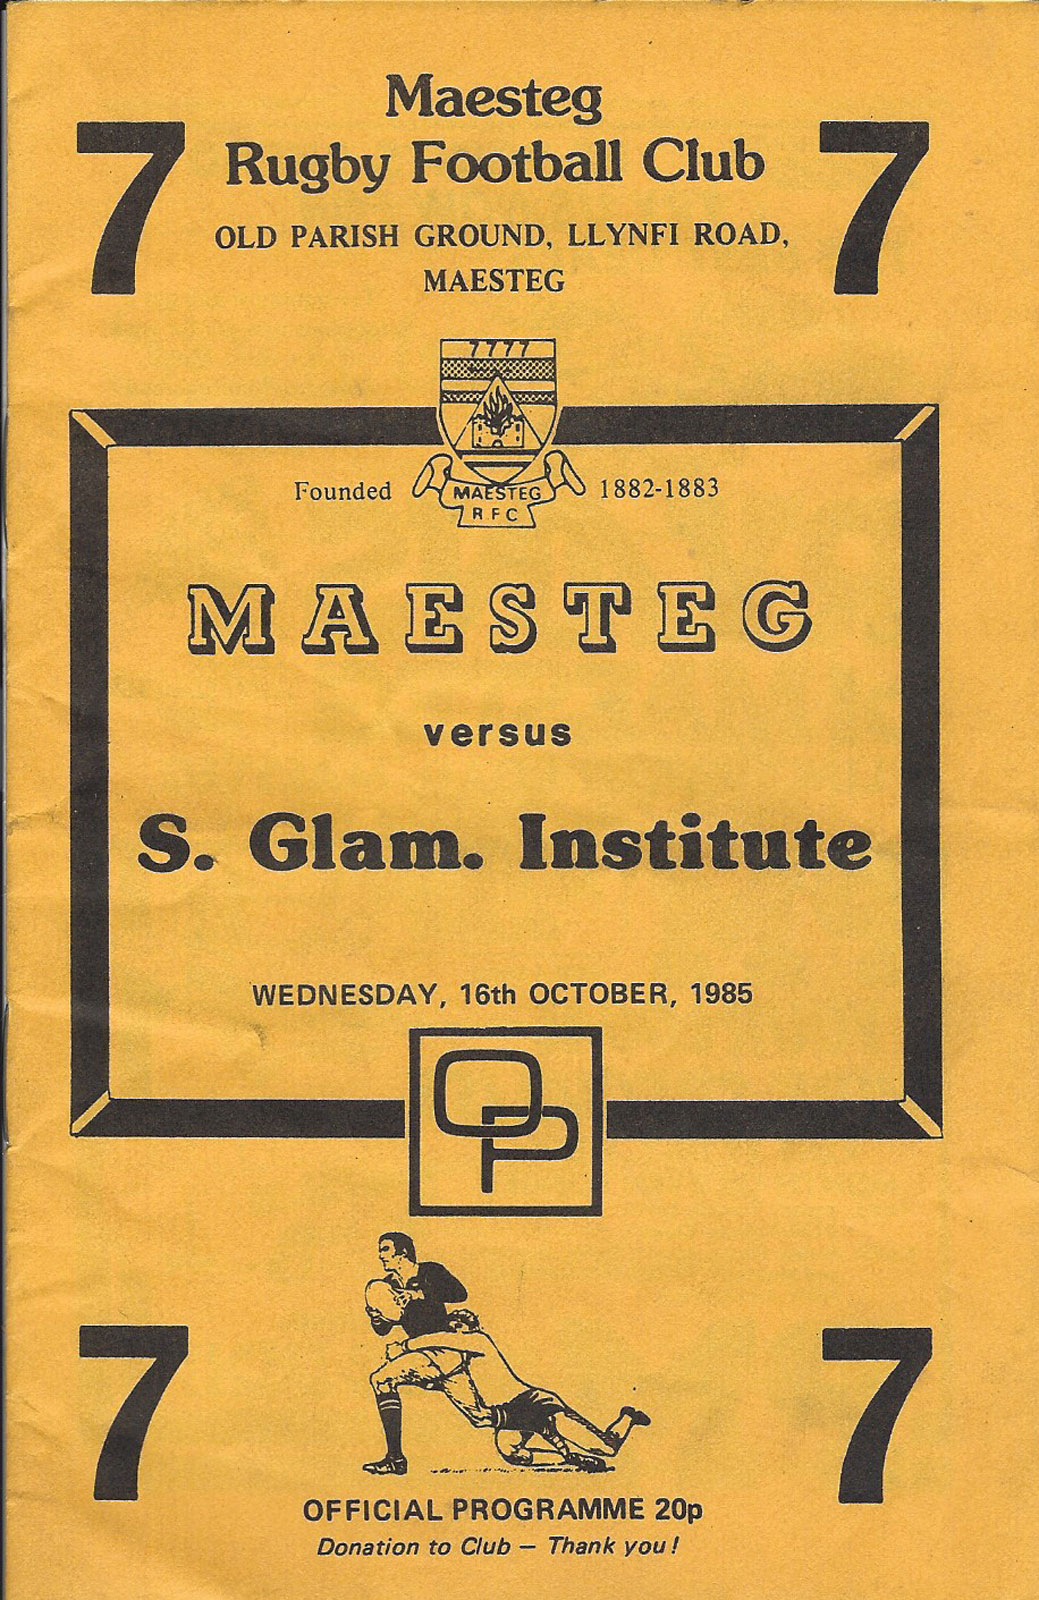 Maesteg
7 Rugby Football Club 7
OLD PARISH GROUND, LLYNFI ROAD,
MAESTEG
7777
Founded 1882-1883
MAESTEG
R.F.C
MAESTEG
versus
S. Glam. Institute
WEDNESDAY, 16th OCTOBER, 1985
OP
7 7
OFFICIAL PROGRAMME 20p
Donation to Club – Thank you!